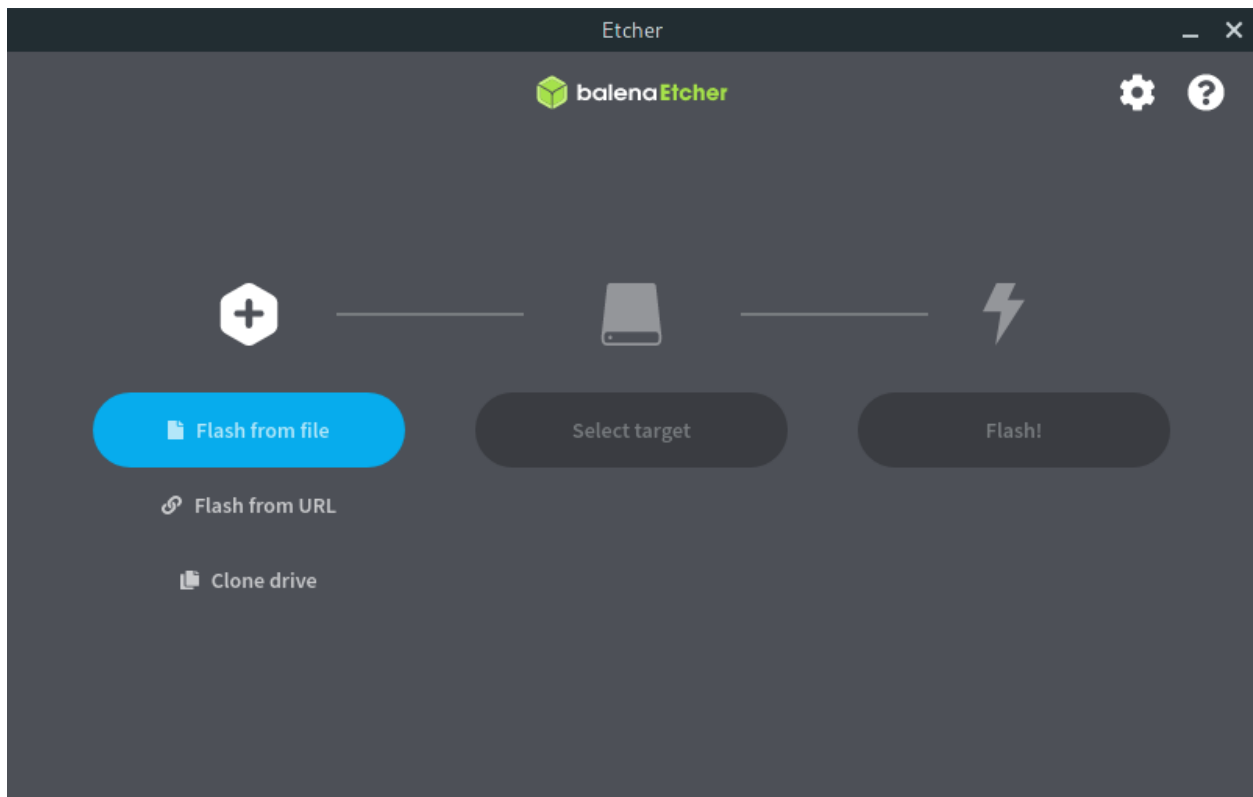 Etcher
balenaEtcher
Flash from file
Select target
Flash!
Flash from URL
Clone drive